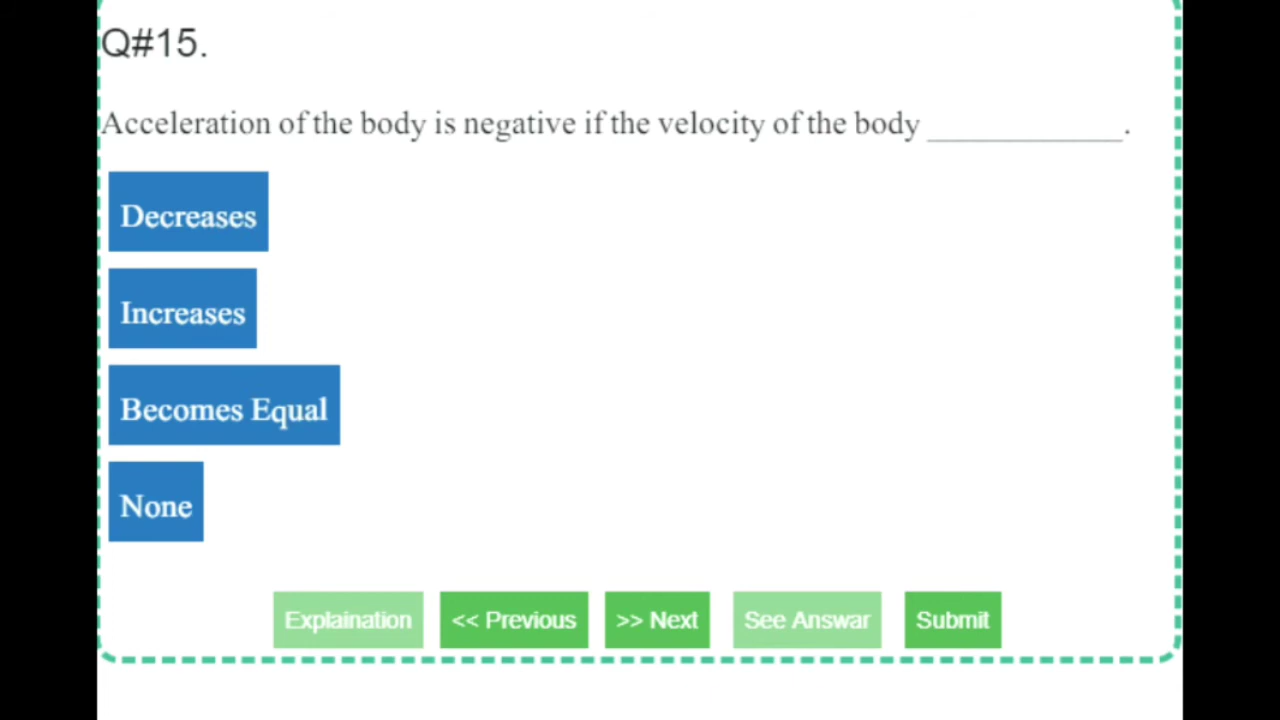 Q#15.
Acceleration of the body is negative if the velocity of the body ____________.
Decreases
Increases
Becomes Equal
None
Explaination << Previous >> Next See Answar Submit